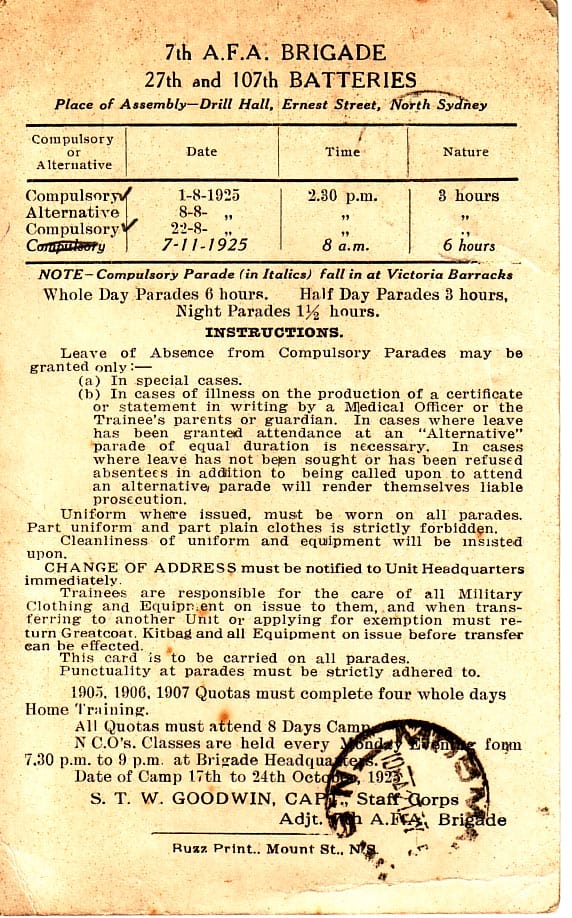 7th A.F.A. BRIGADE
27th and 107th BATTERIES
Place of Assembly—Drill Hall, Ernest Street, North Sydney
Compulsory or Alternative Date Time Nature
Compulsory 1-8-1925 2.30 p.m. 3 hours
Alternative 8-8- „ „ „
Compulsory 22-8- „ „ „
Compulsory 7-11-1925 8 a.m. 6 hours
NOTE—Compulsory Parade (in Italics) fall in at Victoria Barracks
Whole Day Parades 6 hours. Half Day Parades 3 hours,
Night Parades 1½ hours.
INSTRUCTIONS.
Leave of Absence from Compulsory Parades may be
granted only:—
(a) In special cases.
(b) In cases of illness on the production of a certificate
or statement in writing by a Medical Officer or the
Trainee's parents or guardian. In cases where leave
has been granted attendance at an "Alternative"
parade of equal duration is necessary. In cases
where leave has not been sought or has been refused
absentees in addition to being called upon to attend
an alternative, parade will render themselves liable
prosecution.
Uniform where issued, must be worn on all parades.
Part uniform and part plain clothes is strictly forbidden.
Cleanliness of uniform and equipment will be insisted
upon.
CHANGE OF ADDRESS must be notified to Unit Headquarters
immediately.
Trainees are responsible for the care of all Military
Clothing and Equipment on issue to them, and when trans-
ferring to another Unit or applying for exemption must re-
turn Greatcoat, Kitbag and all Equipment on issue before transfer
can be effected.
This card is to be carried on all parades.
Punctuality at parades must be strictly adhered to.
1905, 1906, 1907 Quotas must complete four whole days
Home Training.
All Quotas must attend 8 Days Camp
N C.O's. Classes are held every Monday Evening form
7.30 p.m. to 9 p.m. at Brigade Headquarters.
Date of Camp 17th to 24th October, 1925
S. T. W. GOODWIN, CAPT., Staff Corps
Adjt. 7th A.F.A. Brigade
Ruzz Print.. Mount St., N.S.